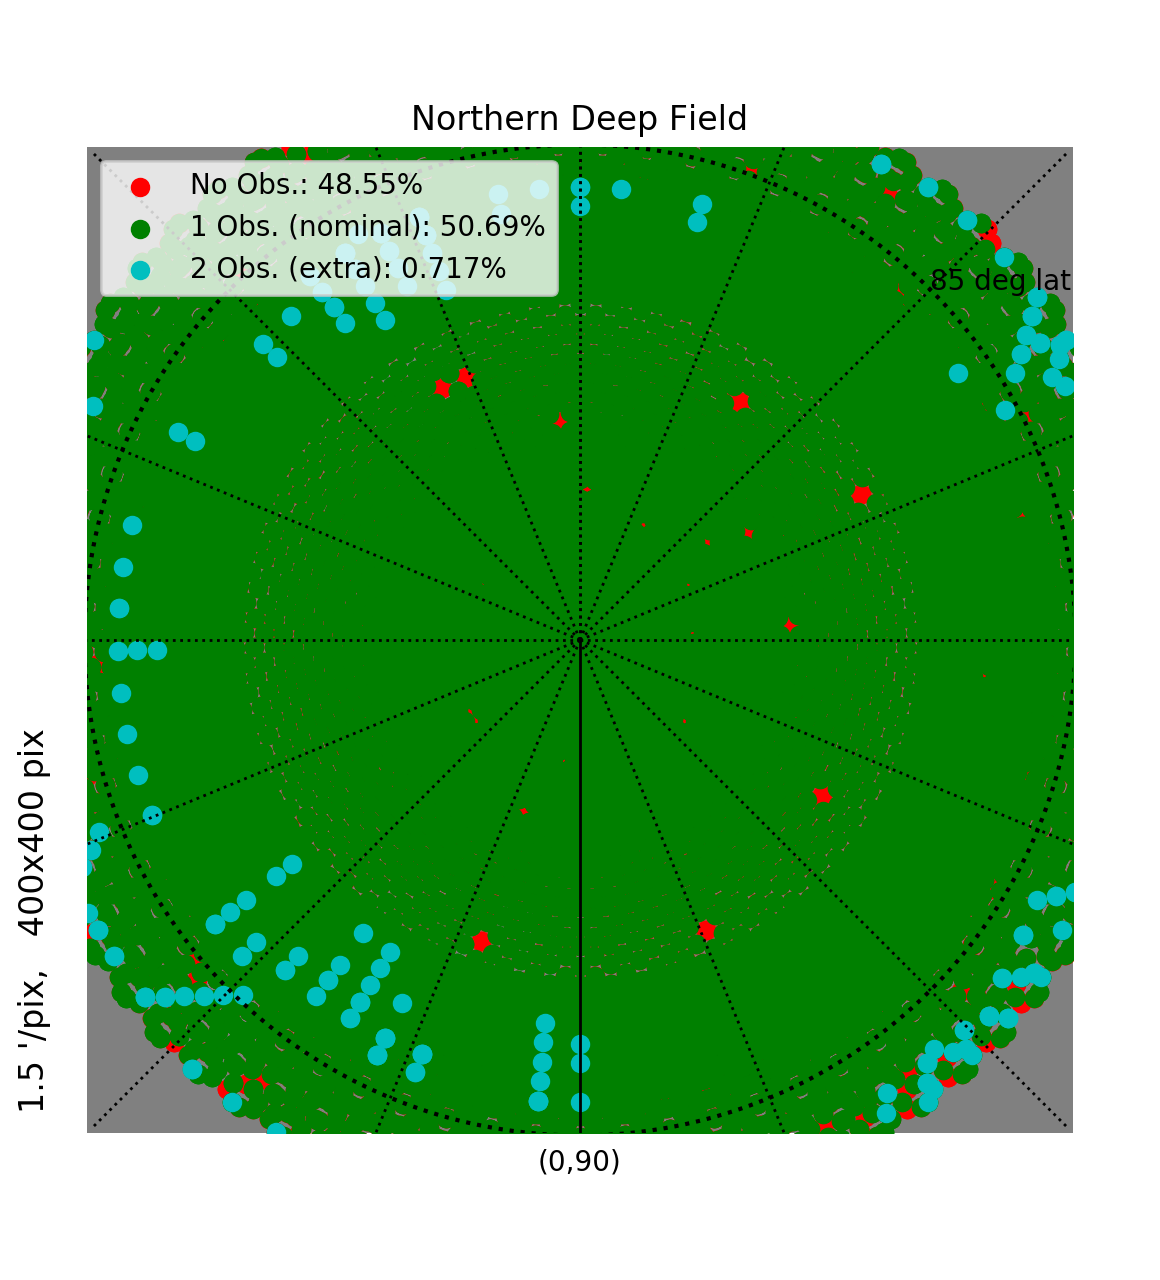 Northern Deep Field
No Obs.: 48.55%
1 Obs. (nominal): 50.69%
2 Obs. (extra): 0.717%
85 deg lat
1.5 '/pix,  400x400 pix
(0,90)